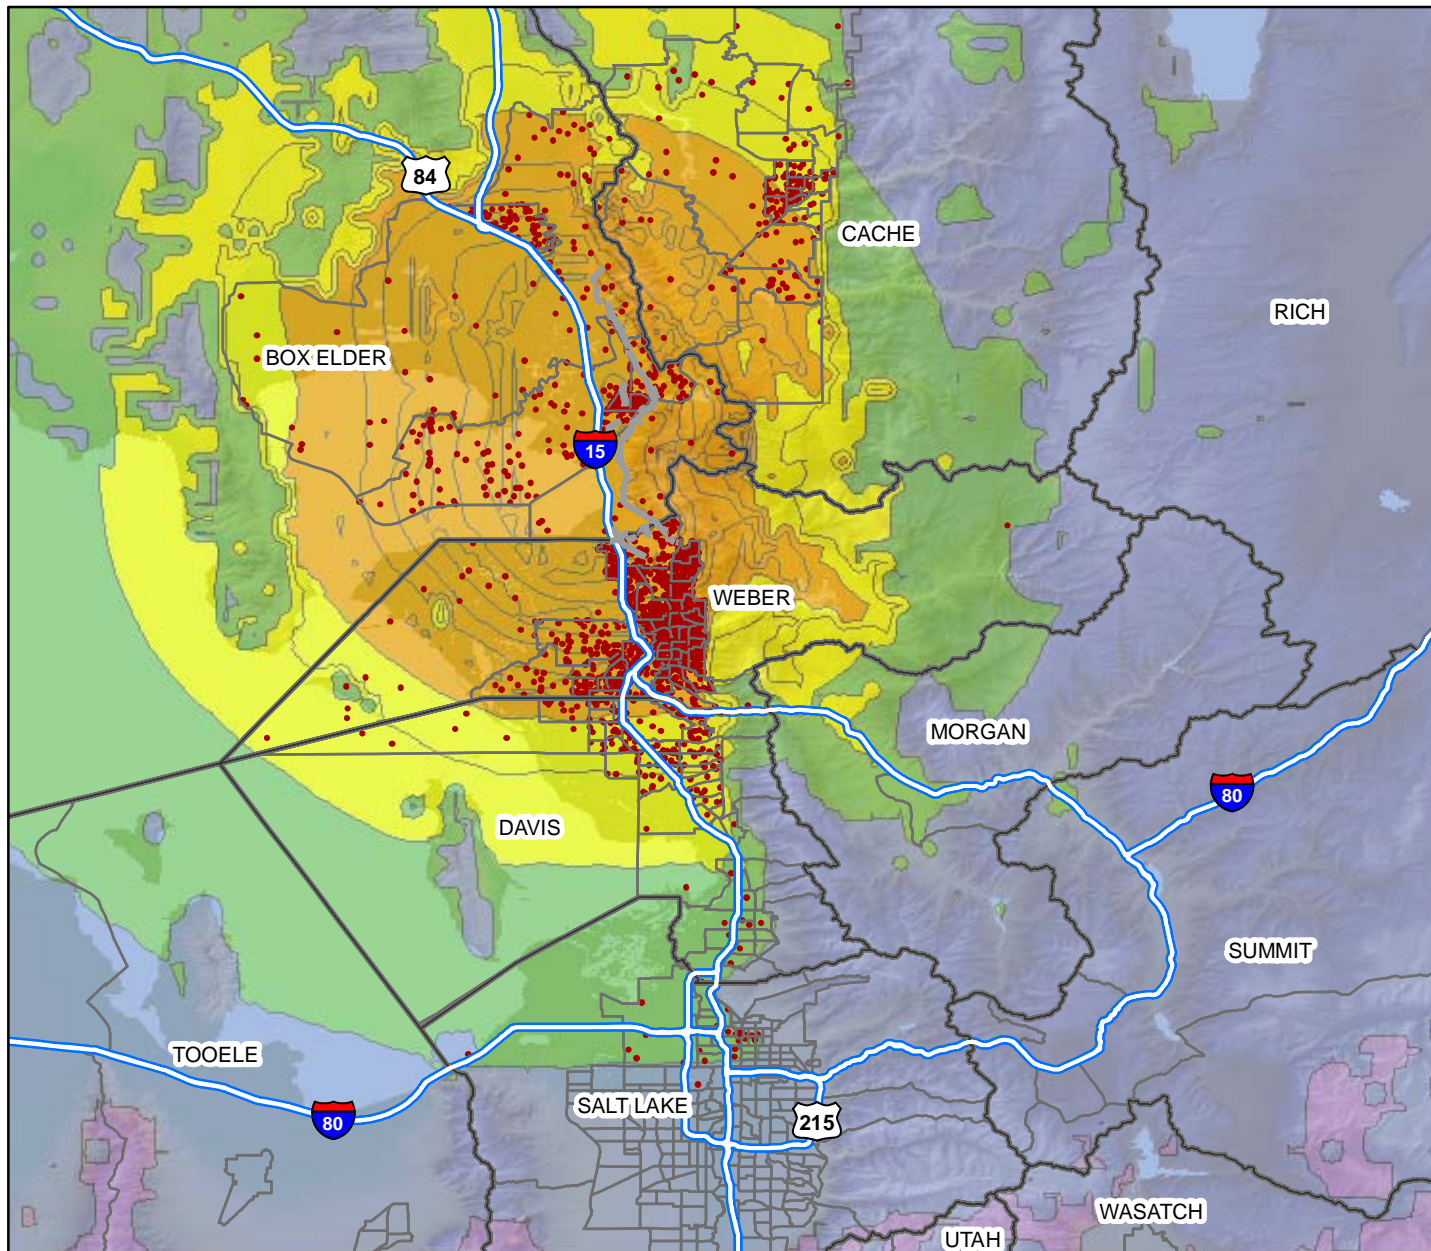 84
CACHE
RICH
BOX ELDER
15
WEBER
MORGAN
80
DAVIS
SUMMIT
TOOELE
SALT LAKE
80
215
WASATCH
UTAH